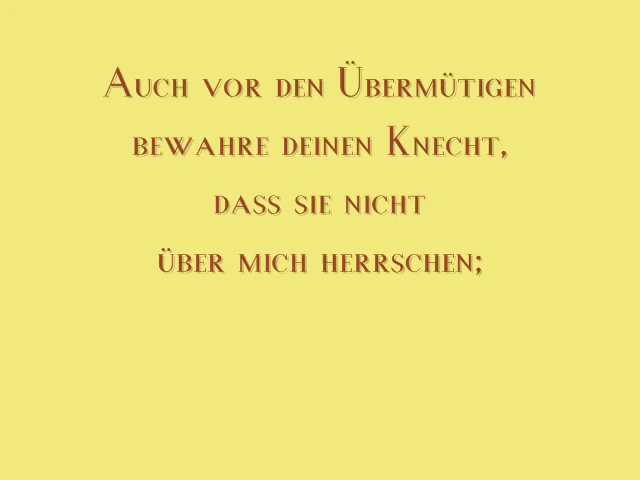 Auch vor den Übermütigen
bewahre deinen Knecht,
dass sie nicht
über mich herrschen;